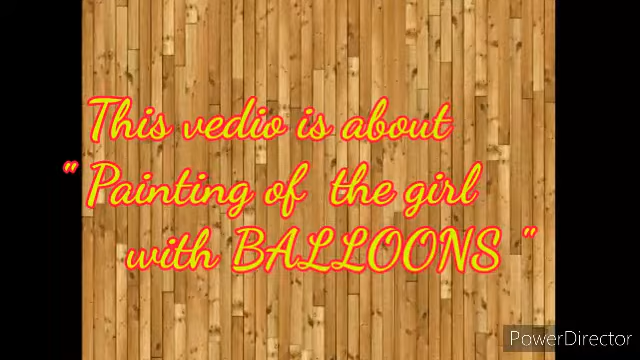 This vedio is about
" Painting of the girl
with BALLOONS "
PowerDirector